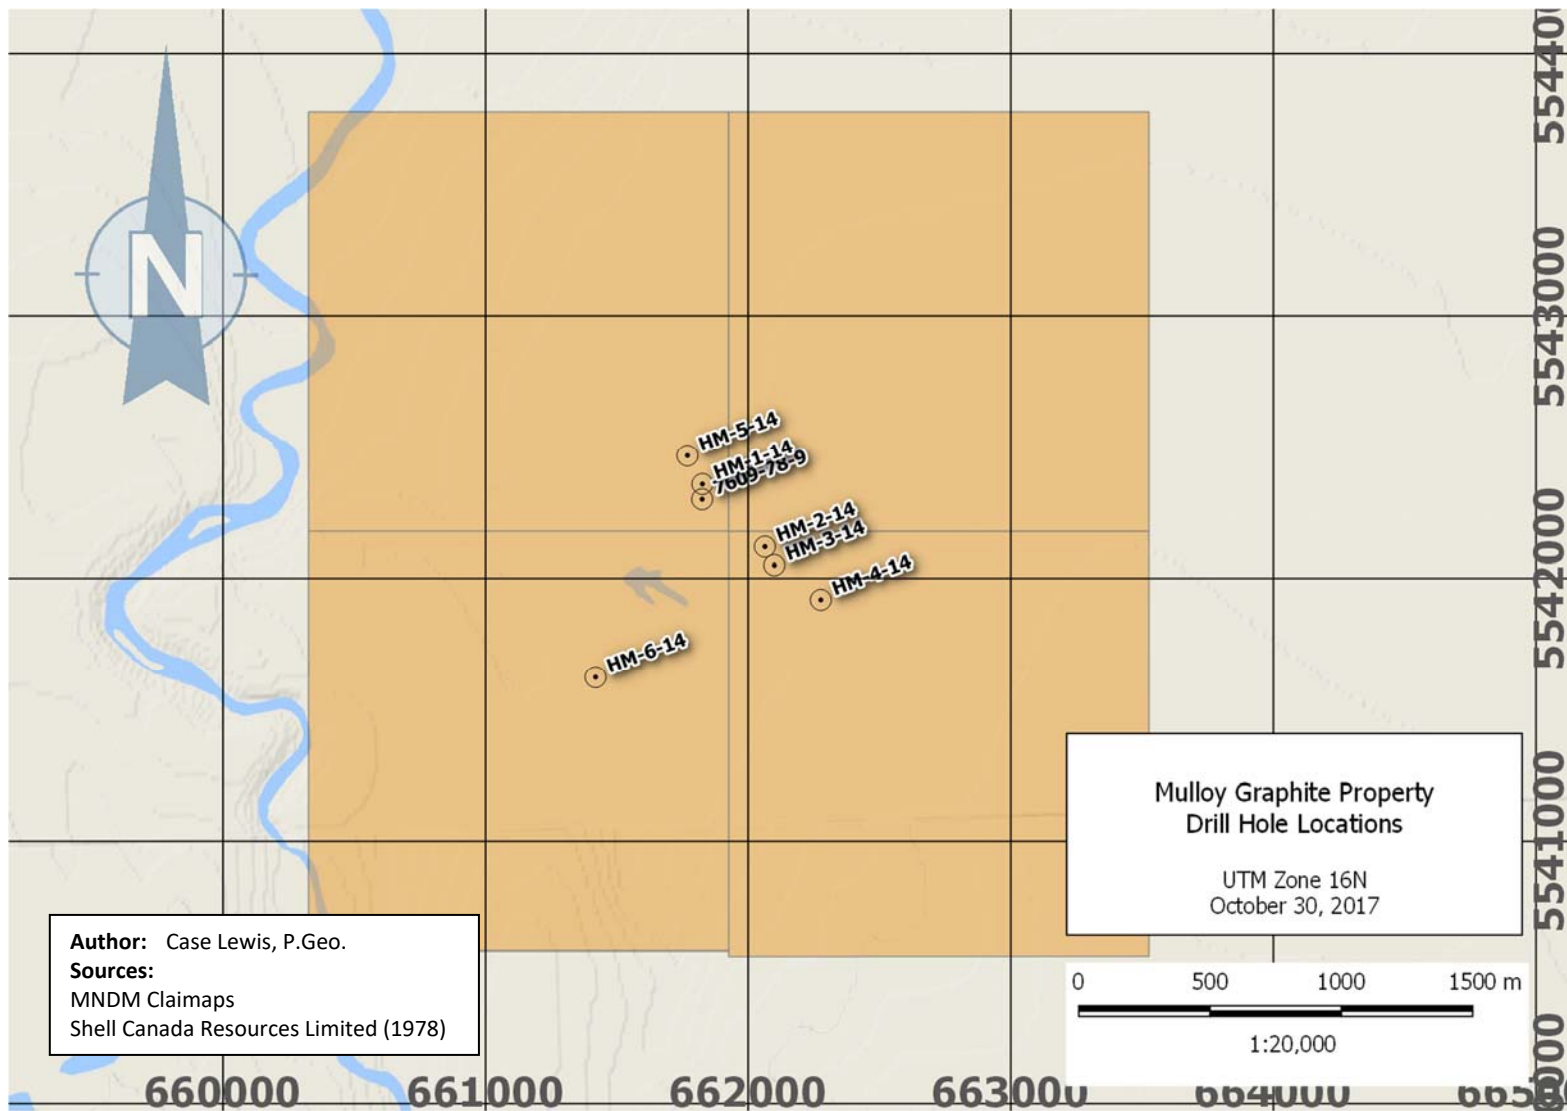 N
HM-5-14
HM-1-14
7609-78-9
HM-2-14
HM-3-14
HM-4-14
HM-6-14
Mulloy Graphite Property
Drill Hole Locations
UTM Zone 16N
October 30, 2017
Author: Case Lewis, P.Geo.
Sources:
MNDM Claimaps
Shell Canada Resources Limited (1978)
0 500 1000 1500 m
1:20,000
660000 661000 662000 663000 664000
5543000
5542000
5541000